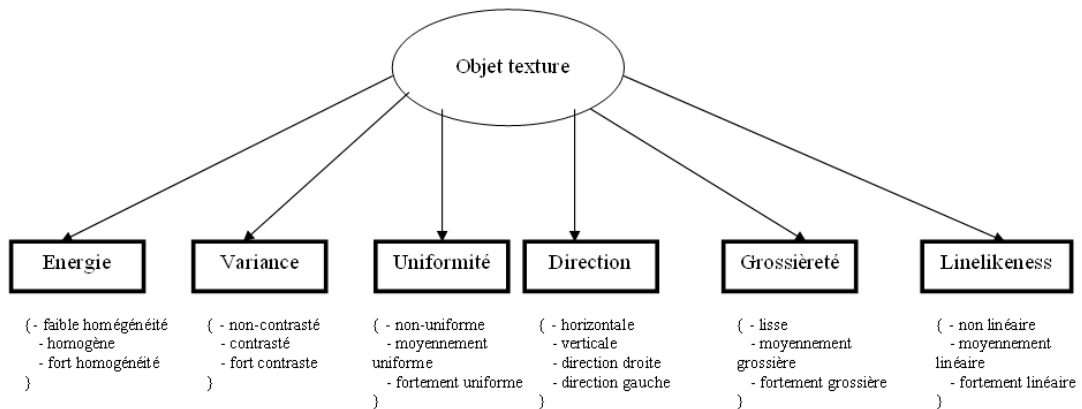 Objet texture
Energie
Variance
Uniformité
Direction
Grossièreté
Linelikeness
{ - faible homégénéité
- homogène
- fort homogénéité
}
{ - non-contrasté
- contrasté
- fort contraste
}
{ - non-uniforme
- moyennement
uniforme
- fortement uniforme
}
{ - horizontale
- verticale
- direction droite
- direction gauche
}
{ - lisse
- moyennement
grossière
- fortement grossière
}
{ - non linéaire
- moyennement
linéaire
- fortement linéaire
}